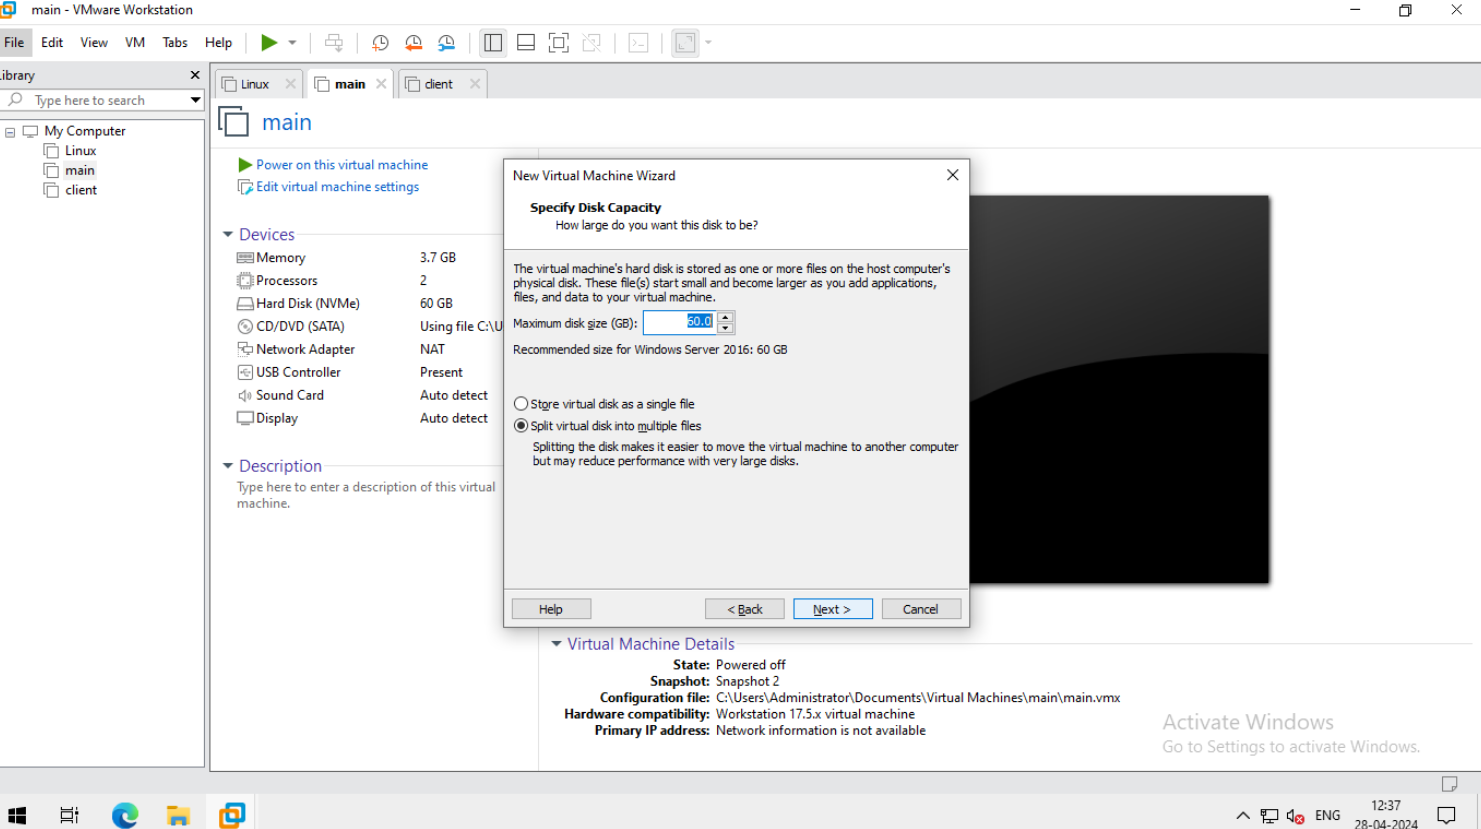 main - VMware Workstation
File Edit View VM Tabs Help
Library
Type here to search
My Computer
Linux
main
client
Linux
main
client
main
Power on this virtual machine
Edit virtual machine settings
Devices
Memory 3.7 GB
Processors 2
Hard Disk (NVMe) 60 GB
CD/DVD (SATA) Using file C:\U
Network Adapter NAT
USB Controller Present
Sound Card Auto detect
Display Auto detect
Description
Type here to enter a description of this virtual
machine.
New Virtual Machine Wizard
Specify Disk Capacity
How large do you want this disk to be?
The virtual machine's hard disk is stored as one or more files on the host computer's
physical disk. These file(s) start small and become larger as you add applications,
files, and data to your virtual machine.
Maximum disk size (GB): 60.0
Recommended size for Windows Server 2016: 60 GB
Store virtual disk as a single file
Split virtual disk into multiple files
Splitting the disk makes it easier to move the virtual machine to another computer
but may reduce performance with very large disks.
Help < Back Next > Cancel
Virtual Machine Details
State: Powered off
Snapshot: Snapshot 2
Configuration file: C:\Users\Administrator\Documents\Virtual Machines\main\main.vmx
Hardware compatibility: Workstation 17.5.x virtual machine
Primary IP address: Network information is not available
Activate Windows
Go to Settings to activate Windows.
ENG
12:37
28-04-2024